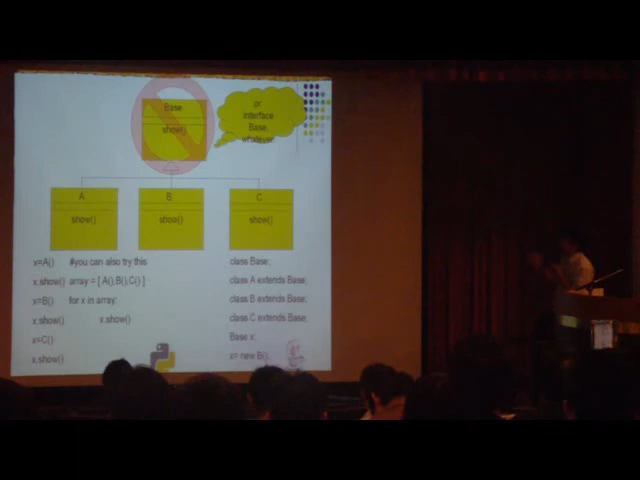 Base
show()
or
interface
Base,
whatever.
A
show()
B
show()
C
show()
x=A() #you can also try this
x.show() array = [ A(),B(),C() ]
x=B() for x in array:
x.show() x.show()
x=C()
x.show()
class Base;
class A extends Base;
class B extends Base;
class C extends Base;
Base x;
x= new B();